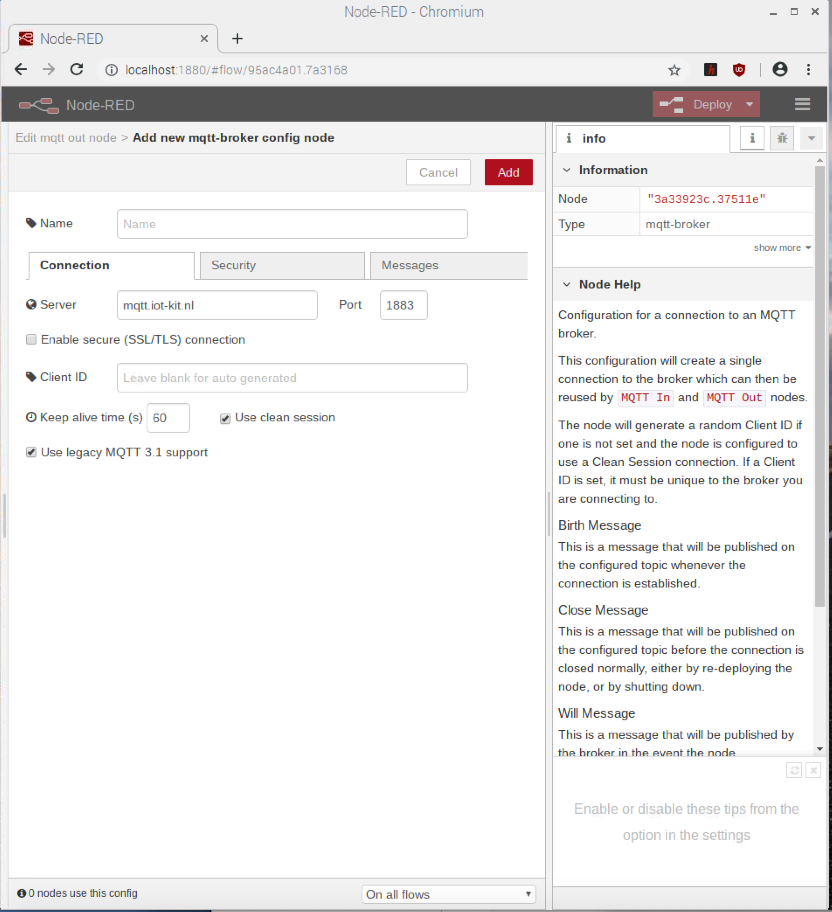 Node-RED - Chromium
Node-RED
localhost:1880/#flow/95ac4a01.7a3168
Node-RED
Deploy
Edit mqtt out node > Add new mqtt-broker config node
Cancel
Add
Name
Name
Connection
Security
Messages
Server
mqtt.iot-kit.nl
Port
1883
Enable secure (SSL/TLS) connection
Client ID
Leave blank for auto generated
Keep alive time (s)
60
Use clean session
Use legacy MQTT 3.1 support
0 nodes use this config
On all flows
info
Information
Node
"3a33923c.37511e"
Type
mqtt-broker
show more
Node Help
Configuration for a connection to an MQTT
broker.
This configuration will create a single
connection to the broker which can then be
reused by MQTT In and MQTT Out nodes.
The node will generate a random Client ID if
one is not set and the node is configured to
use a Clean Session connection. If a Client
ID is set, it must be unique to the broker you
are connecting to.
Birth Message
This is a message that will be published on
the configured topic whenever the
connection is established.
Close Message
This is a message that will be published on
the configured topic before the connection is
closed normally, either by re-deploying the
node, or by shutting down.
Will Message
This is a message that will be published by
the broker in the event the node
Enable or disable these tips from the
option in the settings